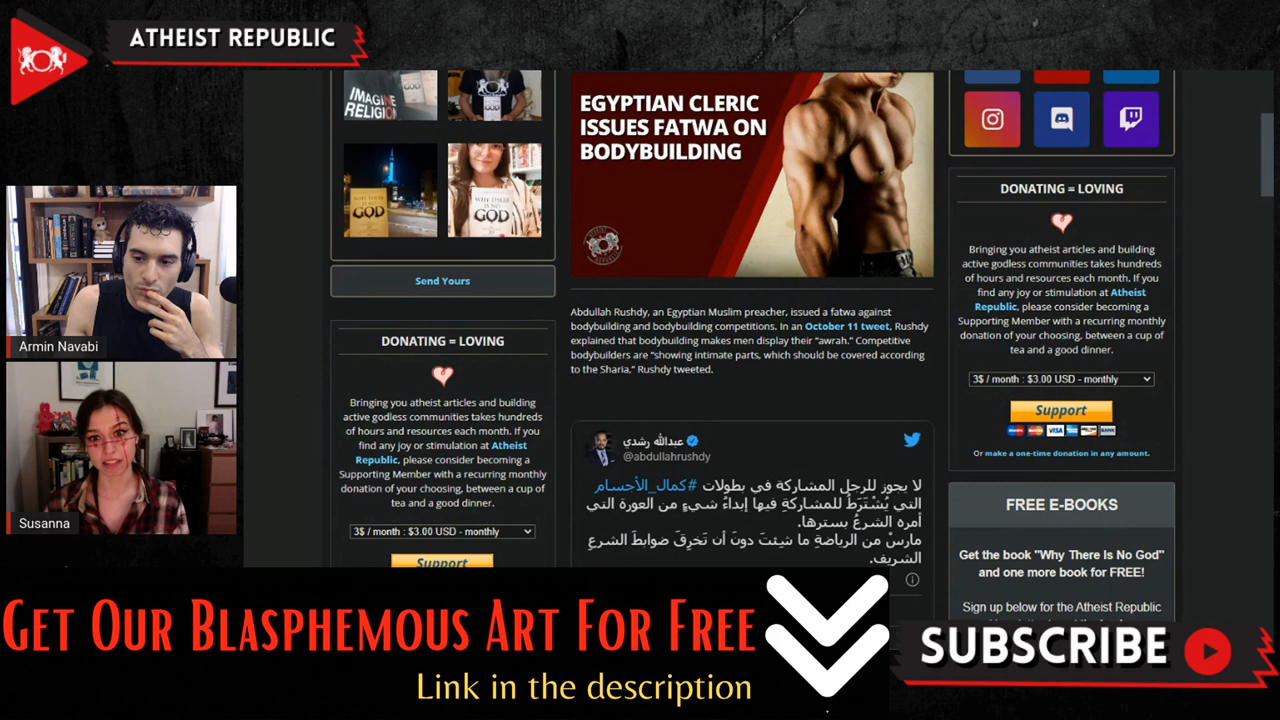 ATHEIST REPUBLIC
Armin Navabi
Susanna
IMAGINE
RELIGION
GOD
WHY THERE
IS NO
GOD
Send Yours
DONATING = LOVING
Bringing you atheist articles and building
active godless communities takes hundreds
of hours and resources each month. If you
find any joy or stimulation at Atheist
Republic, please consider becoming a
Supporting Member with a recurring monthly
donation of your choosing, between a cup of
tea and a good dinner.
3$ / month : $3.00 USD - monthly
Support
EGYPTIAN CLERIC
ISSUES FATWA ON
BODYBUILDING
Abdullah Rushdy, an Egyptian Muslim preacher, issued a fatwa against
bodybuilding and bodybuilding competitions. In an October 11 tweet, Rushdy
explained that bodybuilding makes men display their “awrah.” Competitive
bodybuilders are “showing intimate parts, which should be covered according
to the Sharia,” Rushdy tweeted.
عبدالله رشدي
@abdullahrushdy
لا يجوز للرجل المشاركة في بطولات #كمال_الأجسام
التي يُشْتَرَطُ للمشاركةِ فيها إبداءُ شيءٍ من العورة التي
أمره الشرعُ بسترها.
مارسْ من الرياضةِ ما شِئتَ دونَ أن تَخرِقَ ضوابطَ الشرعِ
الشريف.
DONATING = LOVING
Bringing you atheist articles and building
active godless communities takes hundreds
of hours and resources each month. If you
find any joy or stimulation at Atheist
Republic, please consider becoming a
Supporting Member with a recurring monthly
donation of your choosing, between a cup of
tea and a good dinner.
3$ / month : $3.00 USD - monthly
Support
VISA
BANK
Or make a one-time donation in any amount.
FREE E-BOOKS
Get the book "Why There Is No God"
and one more book for FREE!
Sign up below for the Atheist Republic
GET OUR BLASPHEMOUS ART FOR FREE
Link in the description
SUBSCRIBE